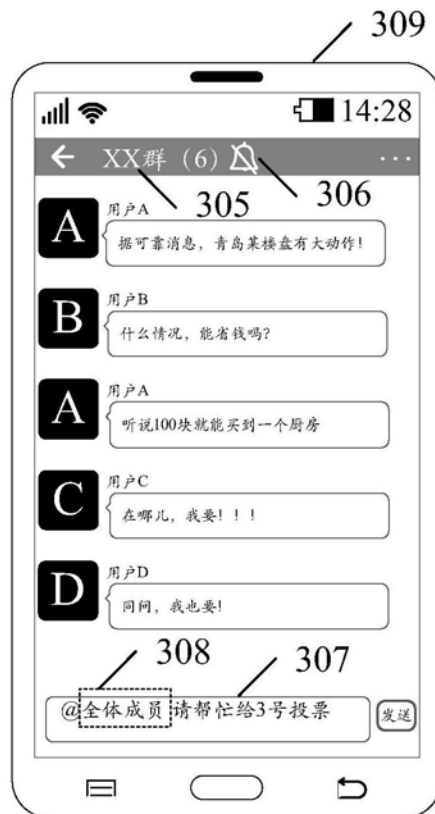 309
14:28
XX群（6）
305
306
A
用户A
据可靠消息，青岛某楼盘有大动作！
B
用户B
什么情况，能省钱吗？
A
用户A
听说100块就能买到一个厨房
C
用户C
在哪儿，我要！！！
D
用户D
同问，我也要！
308
307
@全体成员 请帮忙给3号投票
发送